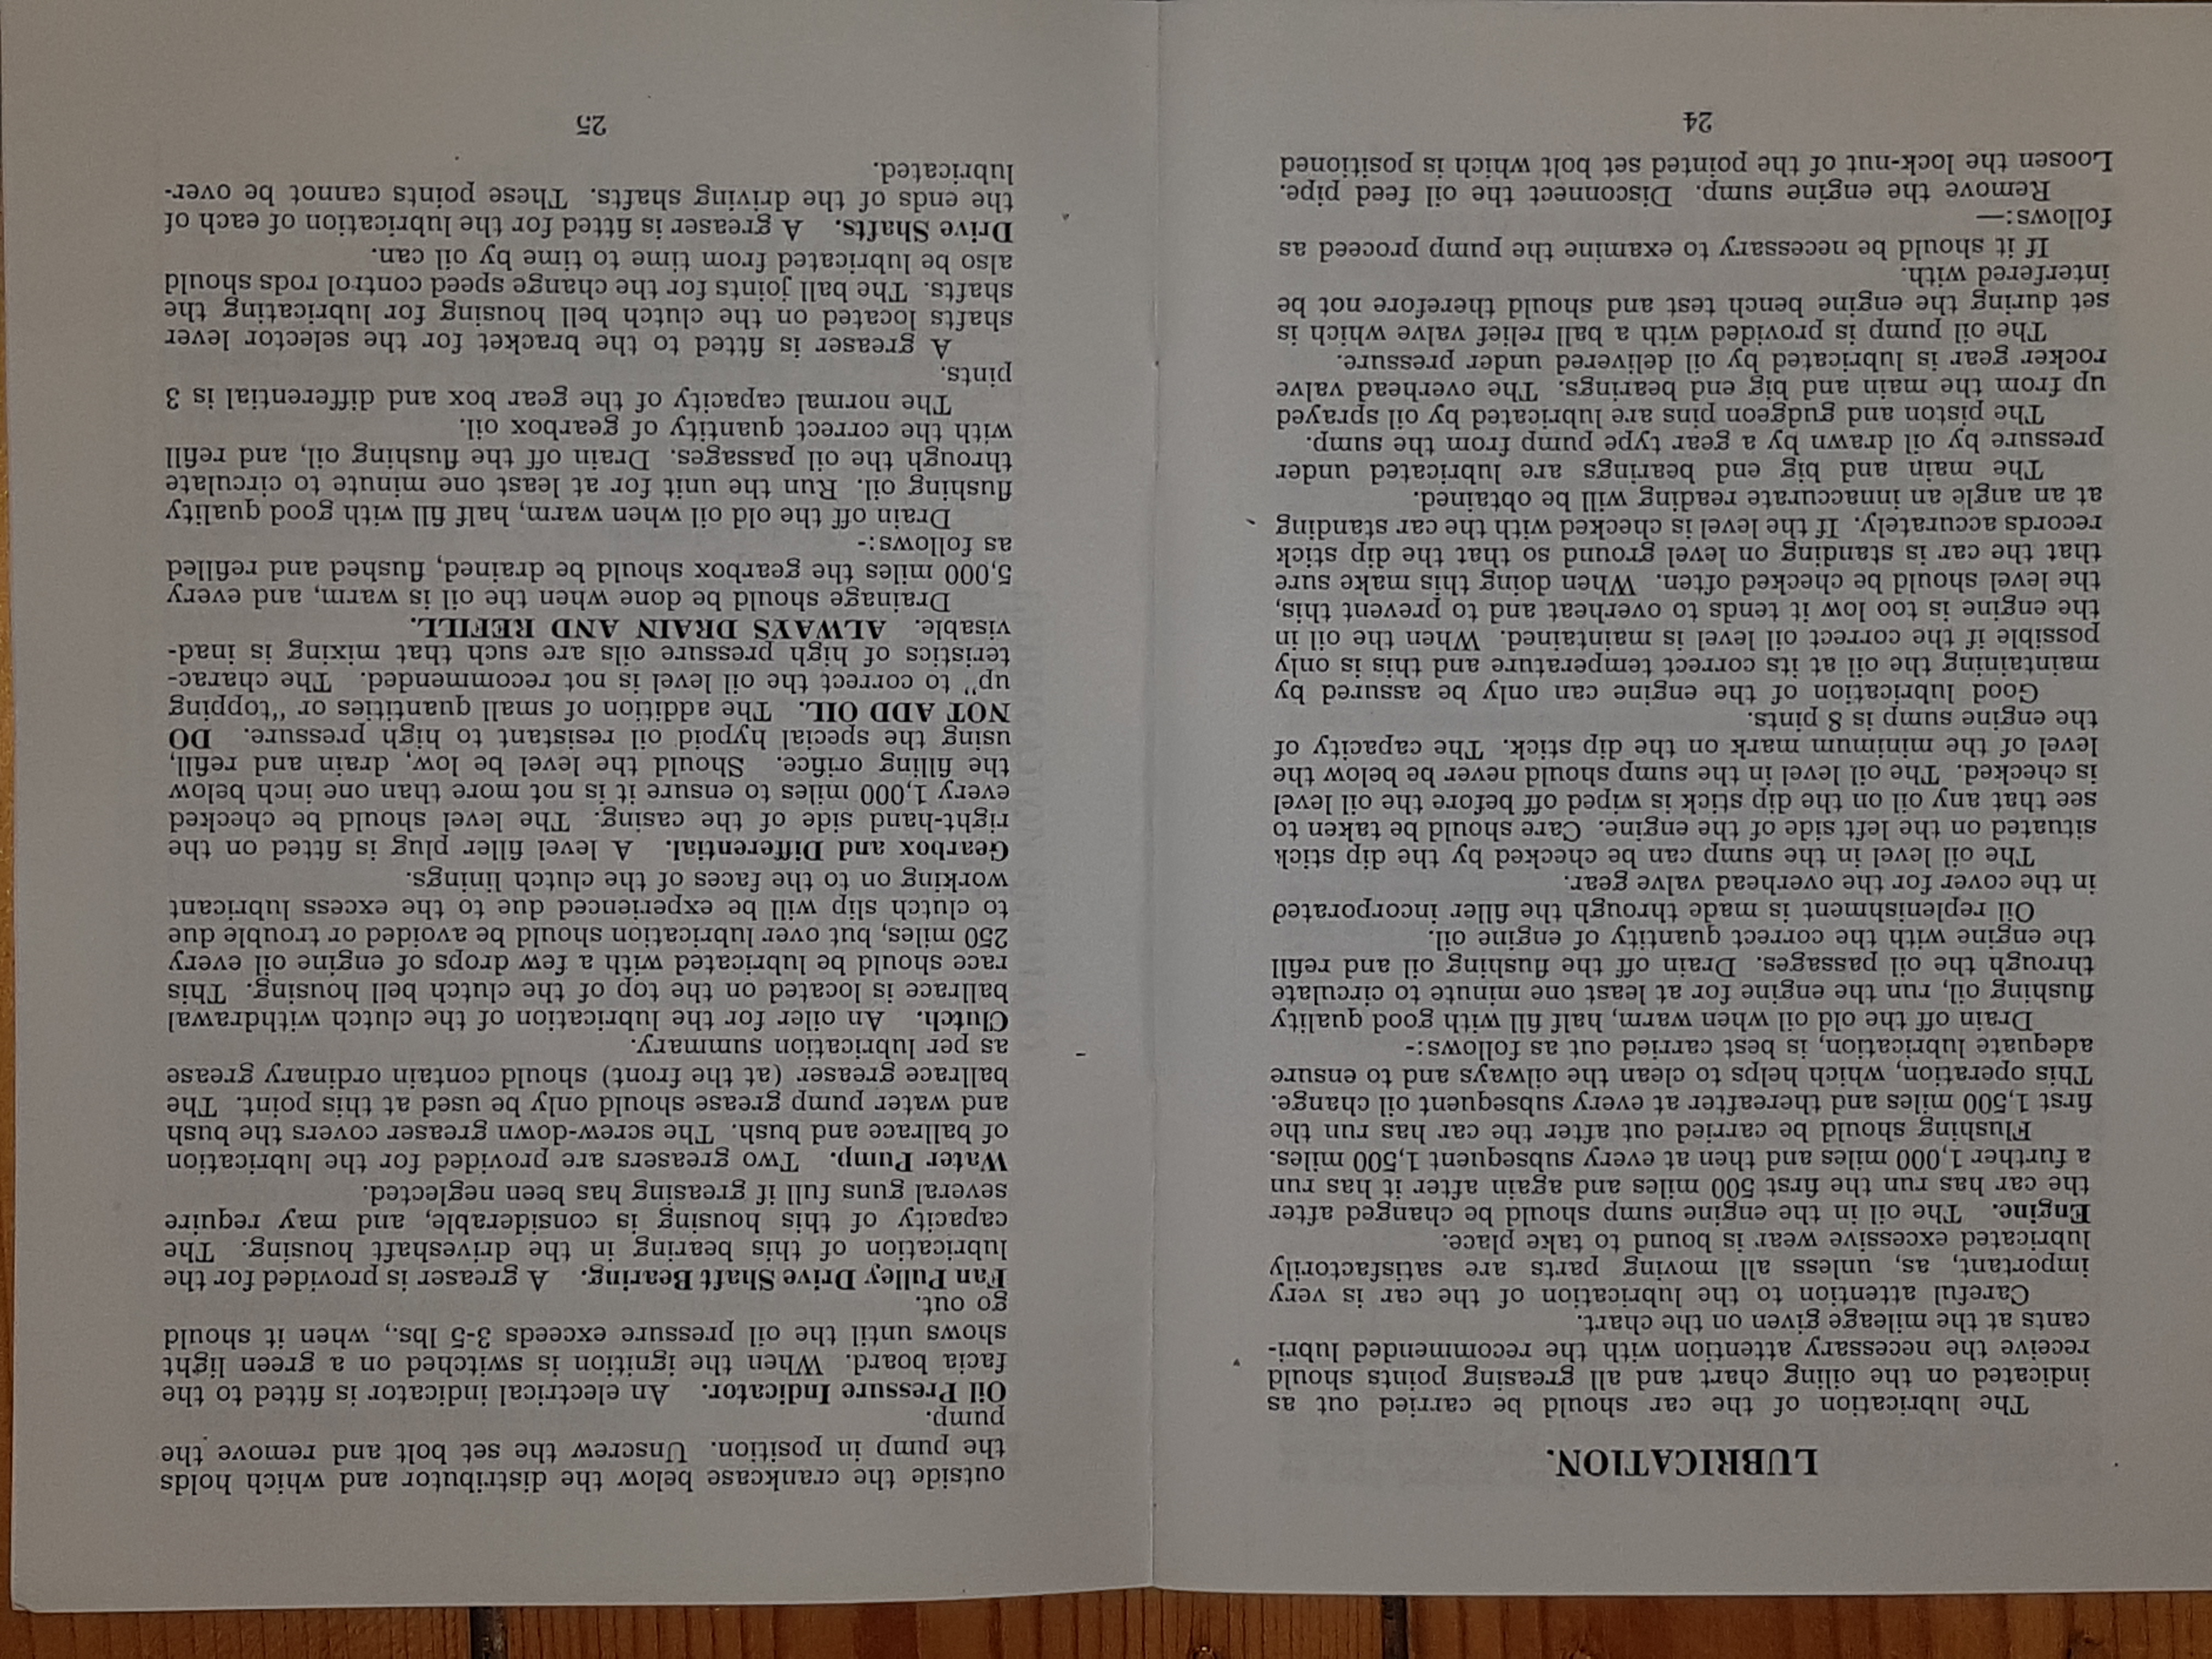 LUBRICATION.
The lubrication of the car should be carried out as
indicated on the oiling chart and all greasing points should
receive the necessary attention with the recommended lubri-
cants at the mileage given on the chart.
Careful attention to the lubrication of the car is very
important, as, unless all moving parts are satisfactorily
lubricated excessive wear is bound to take place.
Engine. The oil in the engine sump should be changed after
the car has run the first 500 miles and again after it has run
a further 1,000 miles and then at every subsequent 1,500 miles.
Flushing should be carried out after the car has run the
first 1,500 miles and thereafter at every subsequent oil change.
This operation, which helps to clean the oilways and to ensure
adequate lubrication, is best carried out as follows:-
Drain off the old oil when warm, half fill with good quality
flushing oil, run the engine for at least one minute to circulate
through the oil passages. Drain off the flushing oil and refill
the engine with the correct quantity of engine oil.
Oil replenishment is made through the filler incorporated
in the cover for the overhead valve gear.
The oil level in the sump can be checked by the dip stick
situated on the left side of the engine. Care should be taken to
see that any oil on the dip stick is wiped off before the oil level
is checked. The oil level in the sump should never be below the
level of the minimum mark on the dip stick. The capacity of
the engine sump is 8 pints.
Good lubrication of the engine can only be assured by
maintaining the oil at its correct temperature and this is only
possible if the correct oil level is maintained. When the oil in
the engine is too low it tends to overheat and to prevent this,
the level should be checked often. When doing this make sure
that the car is standing on level ground so that the dip stick
records accurately. If the level is checked with the car standing
at an angle an innaccurate reading will be obtained.
The main and big end bearings are lubricated under
pressure by oil drawn by a gear type pump from the sump.
The piston and gudgeon pins are lubricated by oil sprayed
up from the main and big end bearings. The overhead valve
rocker gear is lubricated by oil delivered under pressure.
The oil pump is provided with a ball relief valve which is
set during the engine bench test and should therefore not be
interfered with.
If it should be necessary to examine the pump proceed as
follows:—
Remove the engine sump. Disconnect the oil feed pipe.
Loosen the lock-nut of the pointed set bolt which is positioned
24
outside the crankcase below the distributor and which holds
the pump in position. Unscrew the set bolt and remove the
pump.
Oil Pressure Indicator. An electrical indicator is fitted to the
facia board. When the ignition is switched on a green light
shows until the oil pressure exceeds 3-5 lbs., when it should
go out.
Fan Pulley Drive Shaft Bearing. A greaser is provided for the
lubrication of this bearing in the driveshaft housing. The
capacity of this housing is considerable, and may require
several guns full if greasing has been neglected.
Water Pump. Two greasers are provided for the lubrication
of ballrace and bush. The screw-down greaser covers the bush
and water pump grease should only be used at this point. The
ballrace greaser (at the front) should contain ordinary grease
as per lubrication summary.
Clutch. An oiler for the lubrication of the clutch withdrawal
ballrace is located on the top of the clutch bell housing. This
race should be lubricated with a few drops of engine oil every
250 miles, but over lubrication should be avoided or trouble due
to clutch slip will be experienced due to the excess lubricant
working on to the faces of the clutch linings.
Gearbox and Differential. A level filler plug is fitted on the
right-hand side of the casing. The level should be checked
every 1,000 miles to ensure it is not more than one inch below
the filling orifice. Should the level be low, drain and refill,
using the special hypoid oil resistant to high pressure. DO
NOT ADD OIL. The addition of small quantities or "topping
up" to correct the oil level is not recommended. The charac-
teristics of high pressure oils are such that mixing is inad-
visable. ALWAYS DRAIN AND REFILL.
Drainage should be done when the oil is warm, and every
5,000 miles the gearbox should be drained, flushed and refilled
as follows:-
Drain off the old oil when warm, half fill with good quality
flushing oil. Run the unit for at least one minute to circulate
through the oil passages. Drain off the flushing oil, and refill
with the correct quantity of gearbox oil.
The normal capacity of the gear box and differential is 3
pints.
A greaser is fitted to the bracket for the selector lever
shafts located on the clutch bell housing for lubricating the
shafts. The ball joints for the change speed control rods should
also be lubricated from time to time by oil can.
Drive Shafts. A greaser is fitted for the lubrication of each of
the ends of the driving shafts. These points cannot be over-
lubricated.
25